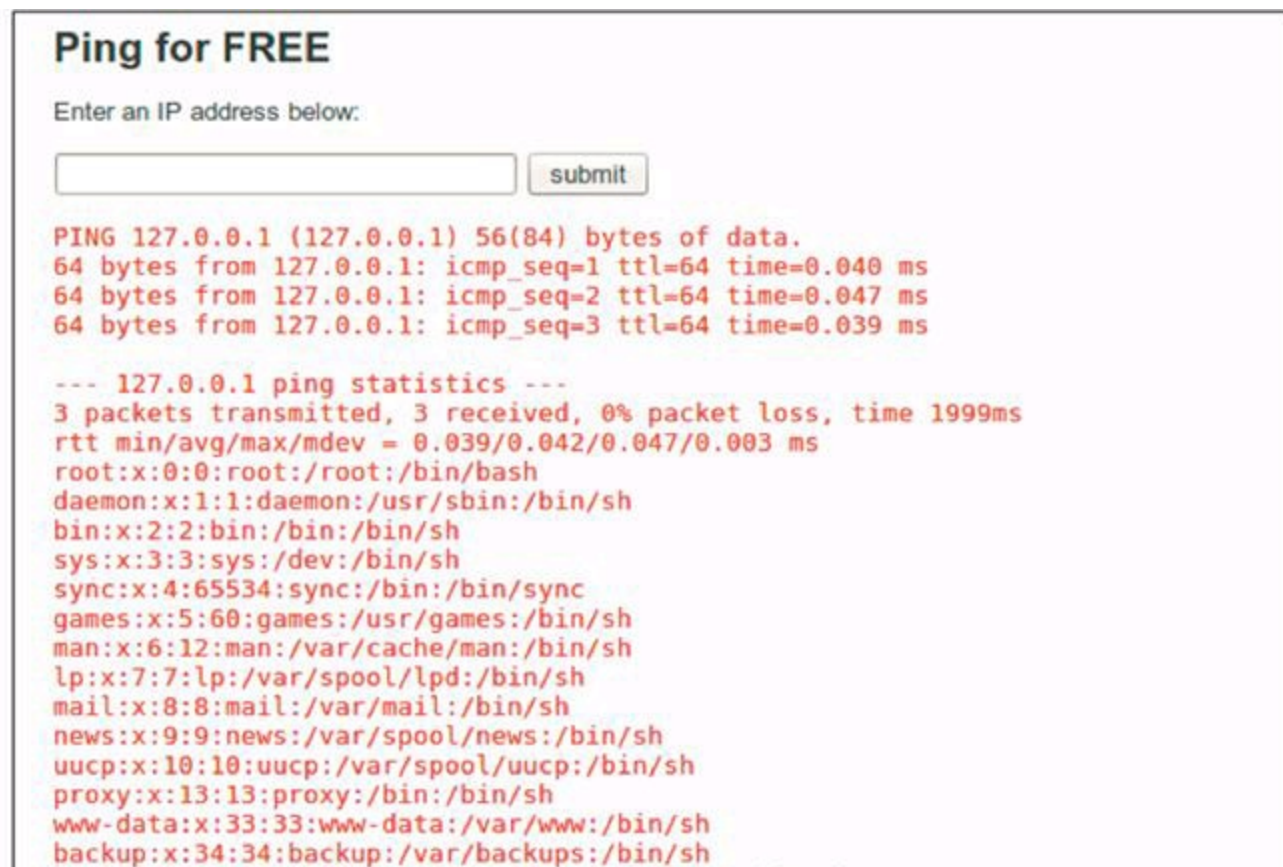 Ping for FREE
Enter an IP address below:
submit
PING 127.0.0.1 (127.0.0.1) 56(84) bytes of data.
64 bytes from 127.0.0.1: icmp_seq=1 ttl=64 time=0.040 ms
64 bytes from 127.0.0.1: icmp_seq=2 ttl=64 time=0.047 ms
64 bytes from 127.0.0.1: icmp_seq=3 ttl=64 time=0.039 ms
--- 127.0.0.1 ping statistics ---
3 packets transmitted, 3 received, 0% packet loss, time 1999ms
rtt min/avg/max/mdev = 0.039/0.042/0.047/0.003 ms
root:x:0:0:root:/root:/bin/bash
daemon:x:1:1:daemon:/usr/sbin:/bin/sh
bin:x:2:2:bin:/bin:/bin/sh
sys:x:3:3:sys:/dev:/bin/sh
sync:x:4:65534:sync:/bin:/bin/sync
games:x:5:60:games:/usr/games:/bin/sh
man:x:6:12:man:/var/cache/man:/bin/sh
lp:x:7:7:lp:/var/spool/lpd:/bin/sh
mail:x:8:8:mail:/var/mail:/bin/sh
news:x:9:9:news:/var/spool/news:/bin/sh
uucp:x:10:10:uucp:/var/spool/uucp:/bin/sh
proxy:x:13:13:proxy:/bin:/bin/sh
www-data:x:33:33:www-data:/var/www:/bin/sh
backup:x:34:34:backup:/var/backups:/bin/sh